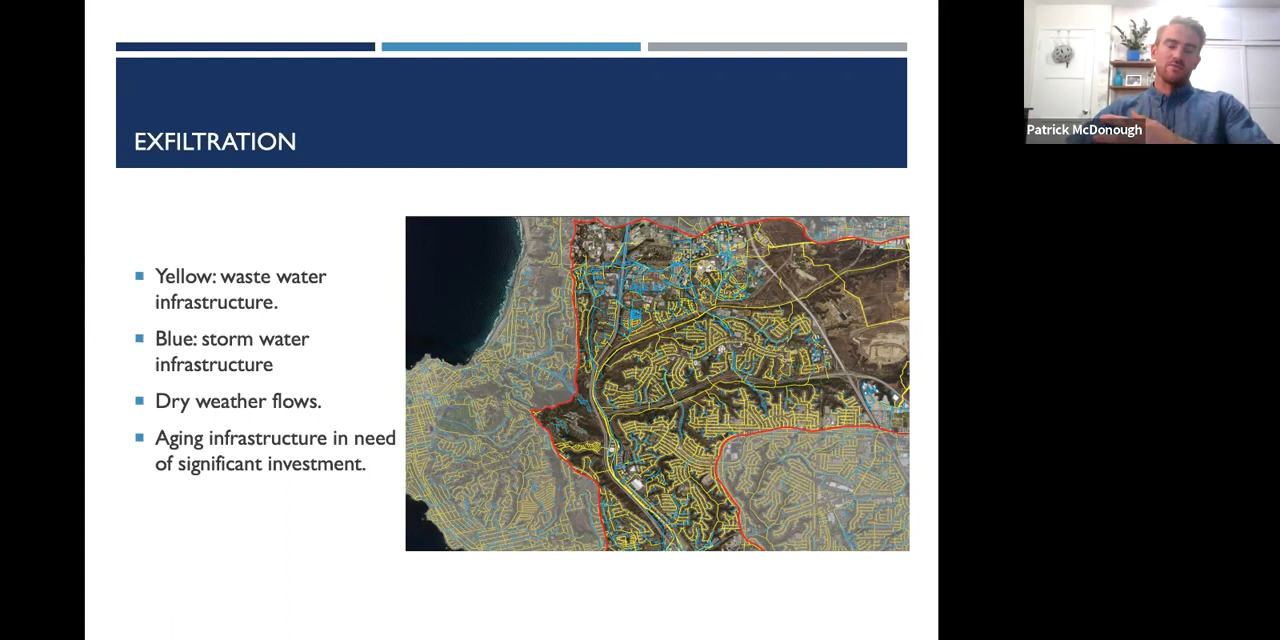 EXFILTRATION
Yellow: waste water
infrastructure.
Blue: storm water
infrastructure
Dry weather flows.
Aging infrastructure in need
of significant investment.
Patrick McDonough